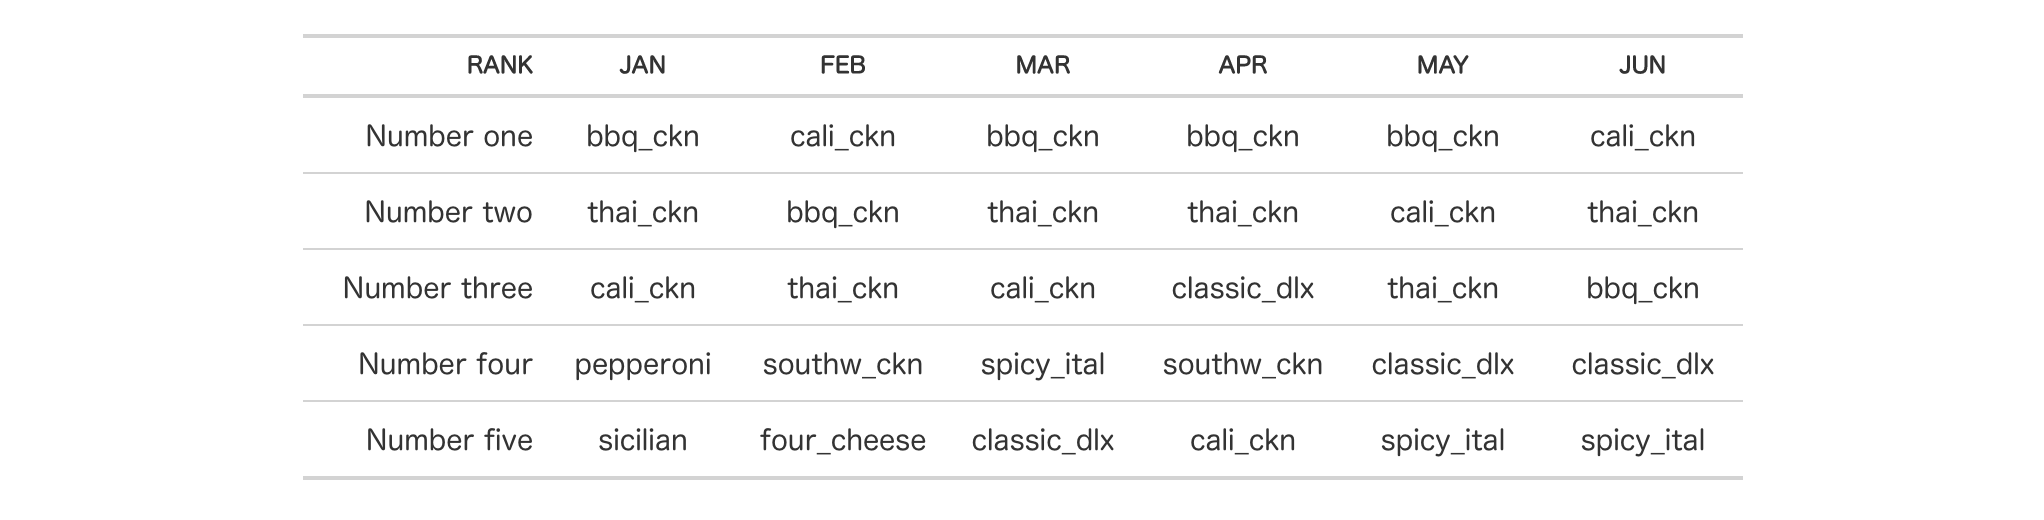 RANK JAN FEB MAR APR MAY JUN
Number one bbq_ckn cali_ckn bbq_ckn bbq_ckn bbq_ckn cali_ckn
Number two thai_ckn bbq_ckn thai_ckn thai_ckn cali_ckn thai_ckn
Number three cali_ckn thai_ckn cali_ckn classic_dlx thai_ckn bbq_ckn
Number four pepperoni southw_ckn spicy_ital southw_ckn classic_dlx classic_dlx
Number five sicilian four_cheese classic_dlx cali_ckn spicy_ital spicy_ital